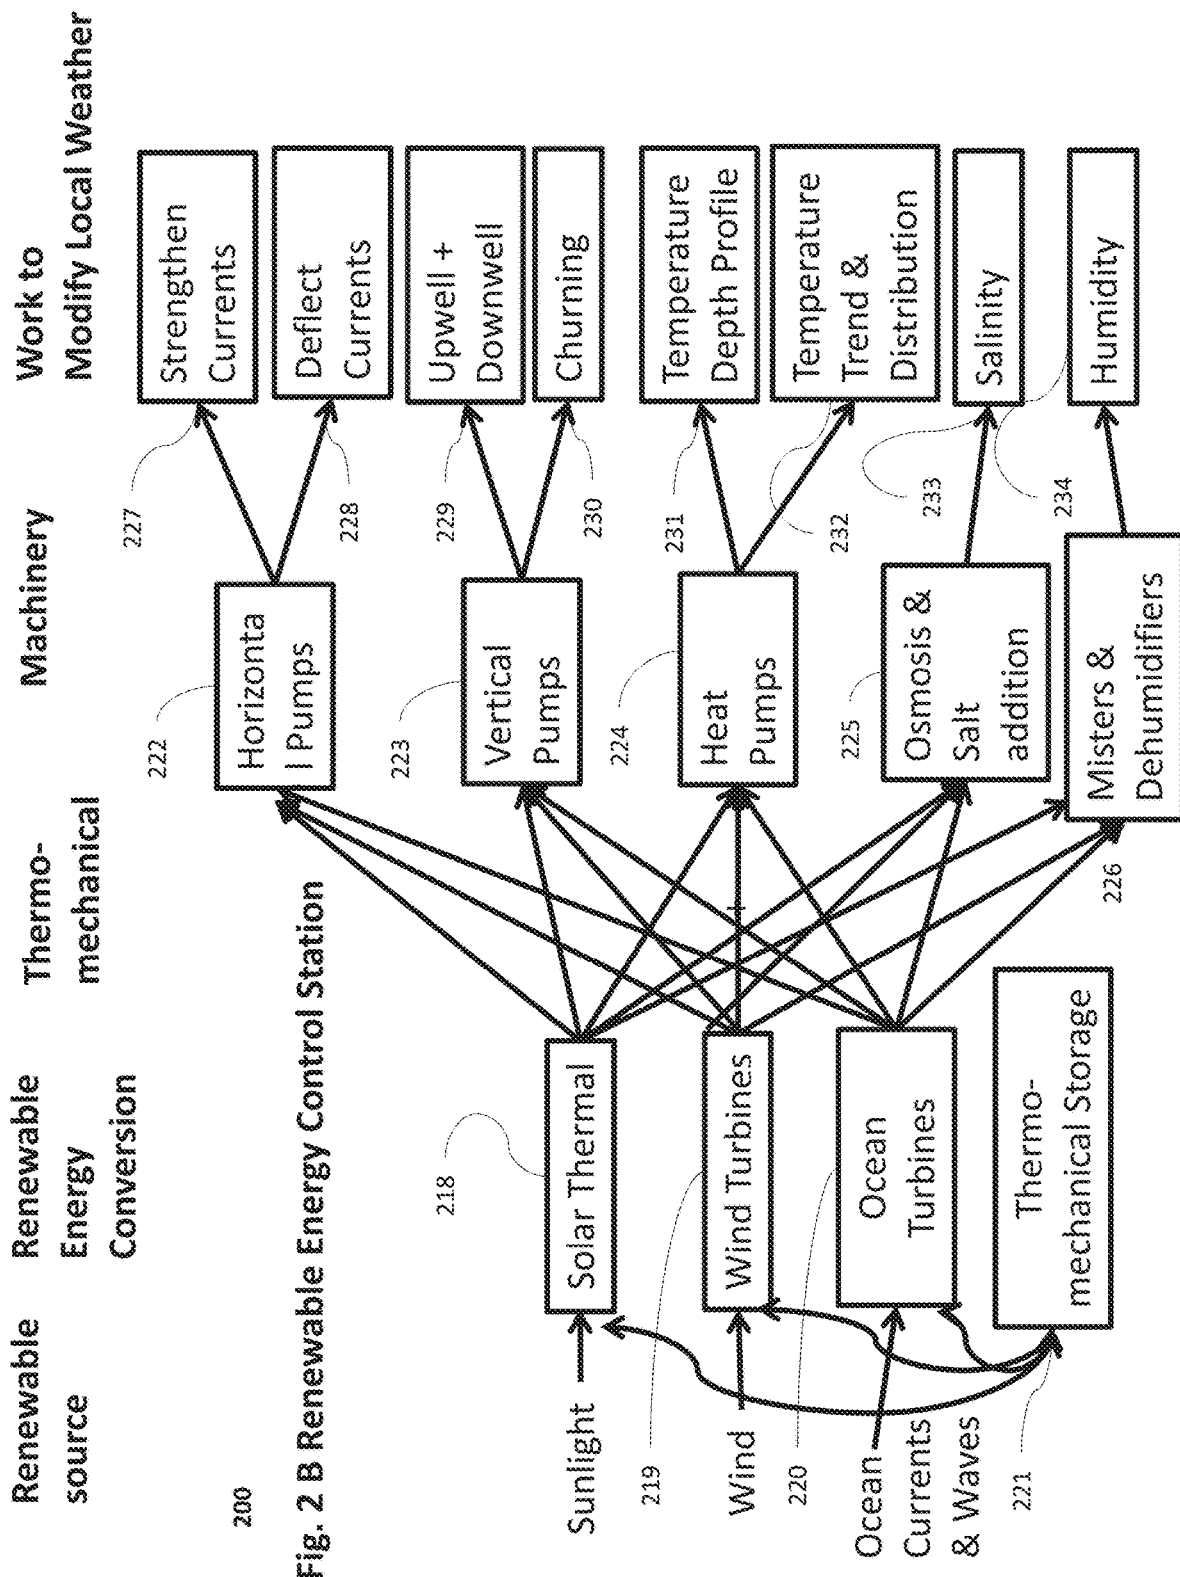 Renewable
source
Renewable
Energy
Conversion
Thermo-
mechanical
Machinery
Work to
Modify Local Weather
200
Fig. 2 B Renewable Energy Control Station
Sunlight
218
Solar Thermal
219
Wind
Wind Turbines
220
Ocean
Currents
& Waves
Ocean
Turbines
221
Thermo-
mechanical Storage
222
Horizonta
l Pumps
223
Vertical
Pumps
224
Heat
Pumps
225
Osmosis &
Salt
addition
226
Misters &
Dehumidifiers
227
Strengthen
Currents
228
Deflect
Currents
229
Upwell +
Downwell
230
Churning
231
Temperature
Depth Profile
232
Temperature
Trend &
Distribution
233
Salinity
234
Humidity